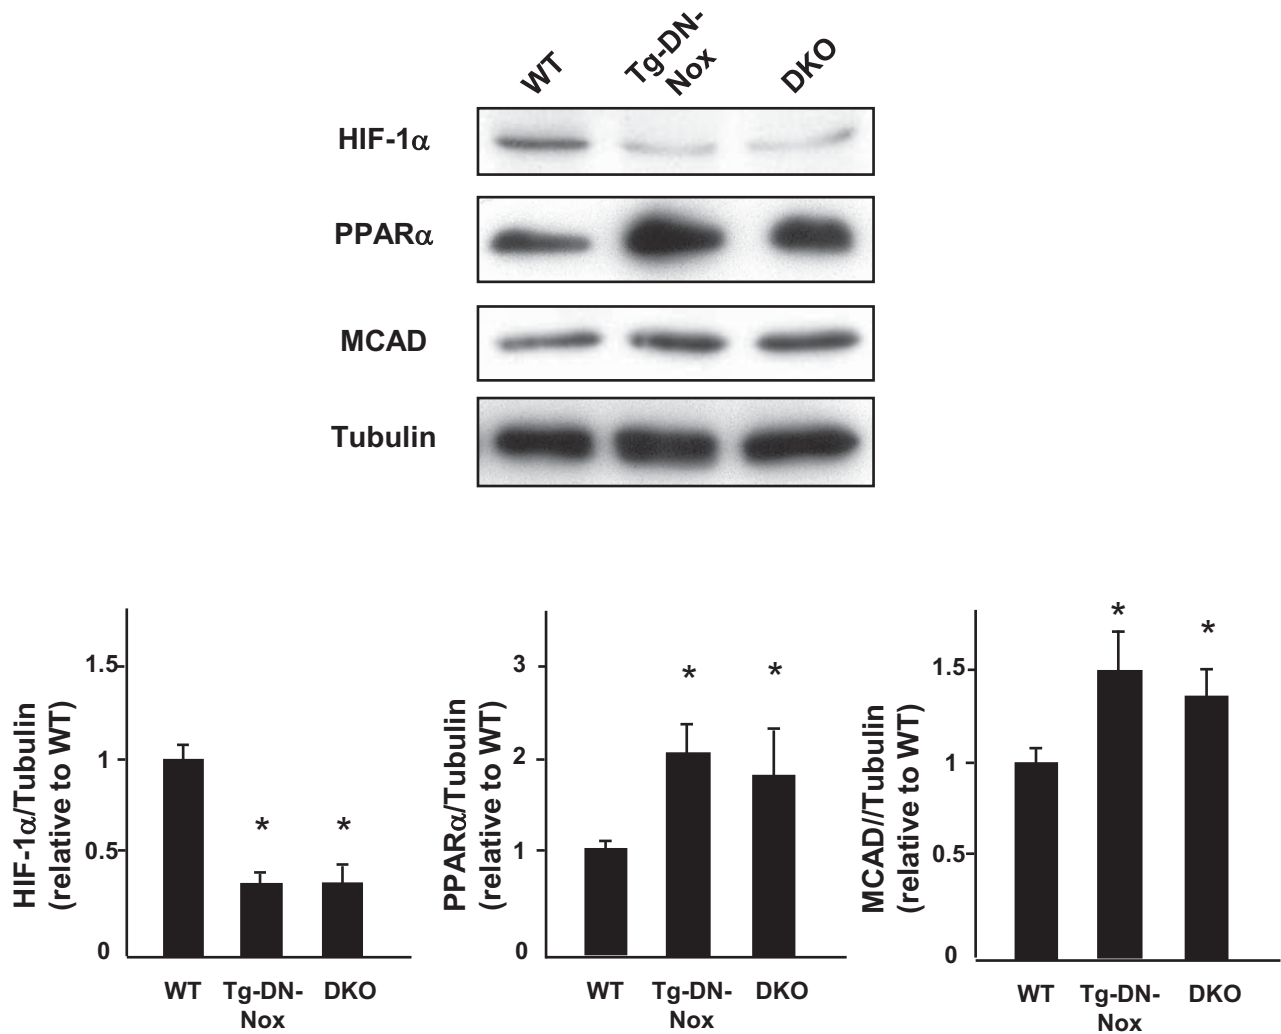 WT
Tg-DN-
Nox
DKO
HIF-1α
PPARα
MCAD
Tubulin
HIF-1α/Tubulin
(relative to WT)
1.5
1
0.5
0
*
*
WT
Tg-DN-
Nox
DKO
PPARα/Tubulin
(relative to WT)
3
2
1
0
*
*
WT
Tg-DN-
Nox
DKO
MCAD//Tubulin
(relative to WT)
1.5
1
0.5
0
*
*
WT
Tg-DN-
Nox
DKO